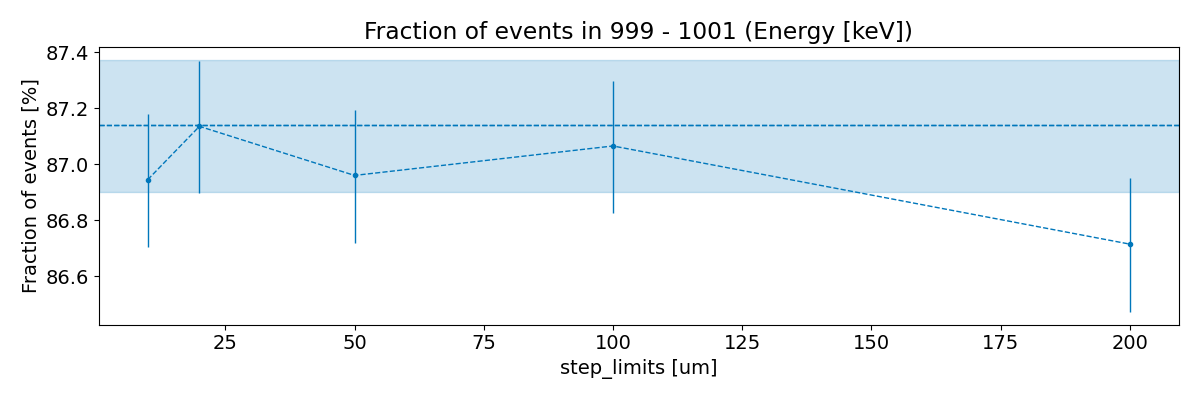 Fraction of events in 999 - 1001 (Energy [keV])
Fraction of events [%]
87.4
87.2
87.0
86.8
86.6
25 50 75 100 125 150 175 200
step_limits [um]